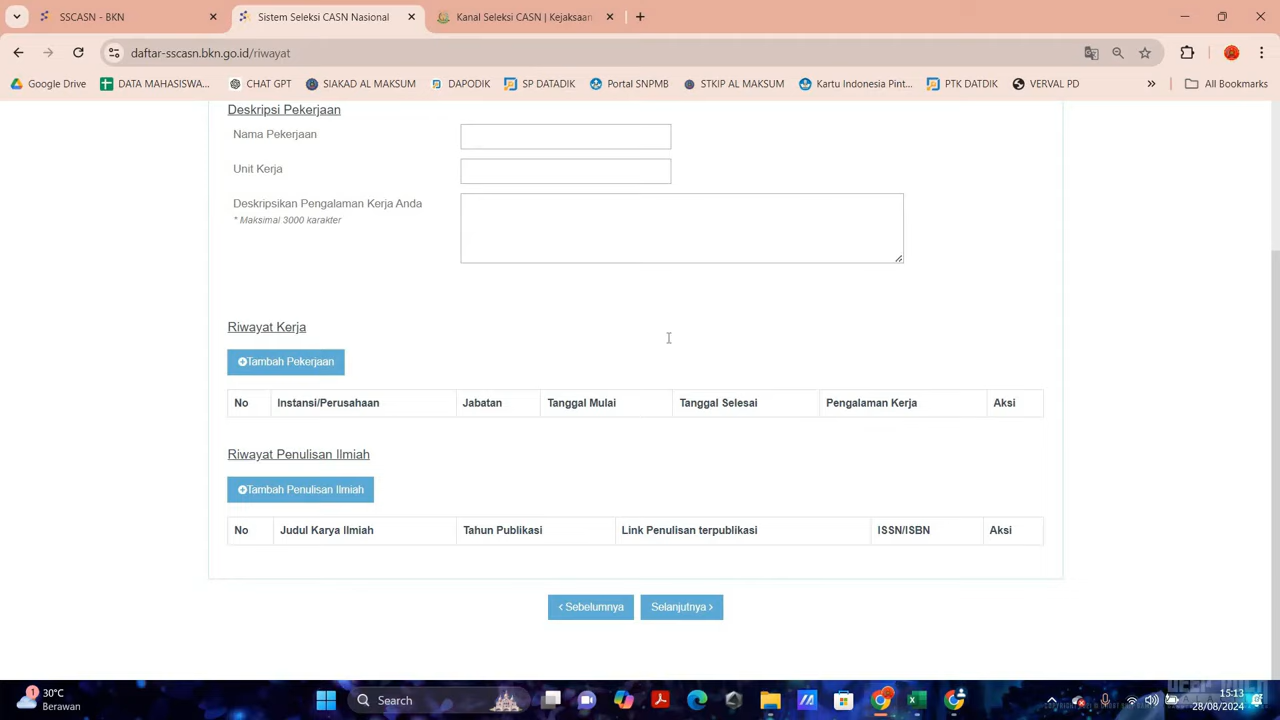 SSCASN - BKN
Sistem Seleksi CASN Nasional
Kanal Seleksi CASN | Kejaksaan
daftar-sscasn.bkn.go.id/riwayat
Google Drive
DATA MAHASISWA...
CHAT GPT
SIAKAD AL MAKSUM
DAPODIK
SP DATADIK
Portal SNPMB
STKIP AL MAKSUM
Kartu Indonesia Pint...
PTK DATDIK
VERVAL PD
All Bookmarks
Deskripsi Pekerjaan
Nama Pekerjaan
Unit Kerja
Deskripsikan Pengalaman Kerja Anda
* Maksimal 3000 karakter
Riwayat Kerja
Tambah Pekerjaan
No Instansi/Perusahaan Jabatan Tanggal Mulai Tanggal Selesai Pengalaman Kerja Aksi
Riwayat Penulisan Ilmiah
Tambah Penulisan Ilmiah
No Judul Karya Ilmiah Tahun Publikasi Link Penulisan terpublikasi ISSN/ISBN Aksi
‹ Sebelumnya
Selanjutnya ›
1
30°C
Berawan
Search
15:13
28/08/2024